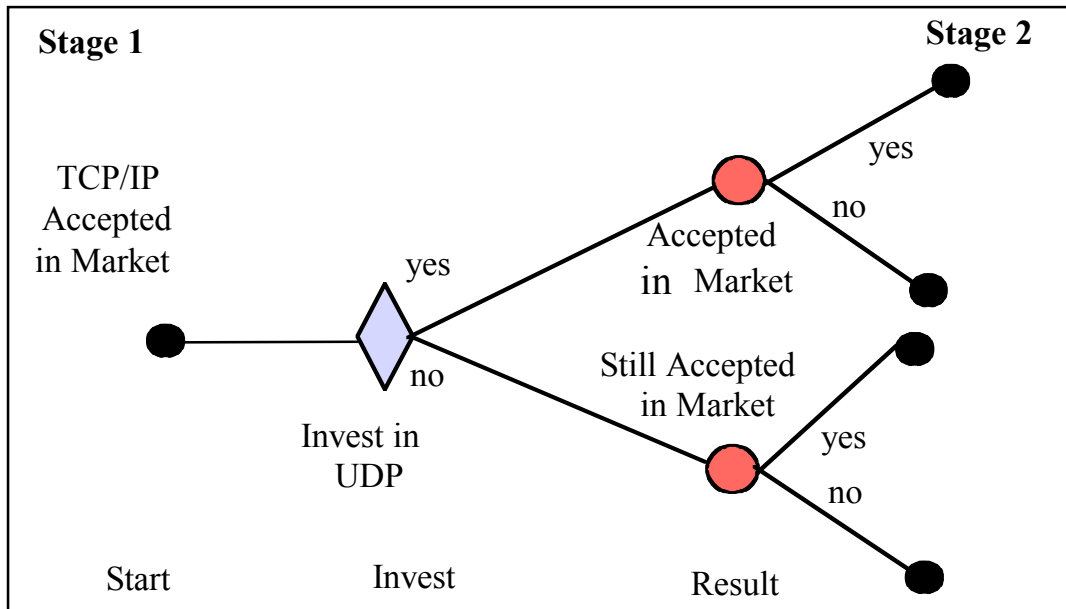 Stage 1
Stage 2
TCP/IP
Accepted
in Market
yes
no
Invest in
UDP
Accepted
in Market
yes
no
Still Accepted
in Market
yes
no
Start
Invest
Result